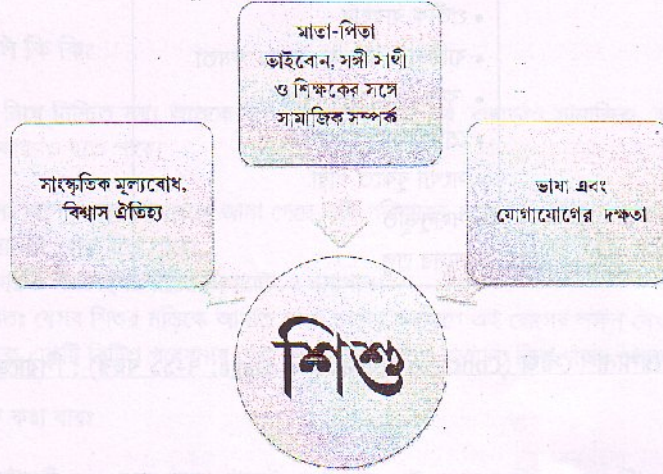 মাতা-পিতা
ভাইবোন, সঙ্গী সাথী
ও শিক্ষকের সঙ্গে
সামাজিক সম্পর্ক
সাংস্কৃতিক মূল্যবোধ,
বিশ্বাস ঐতিহ্য
ভাষা এবং
যোগাযোগের দক্ষতা
শিশু